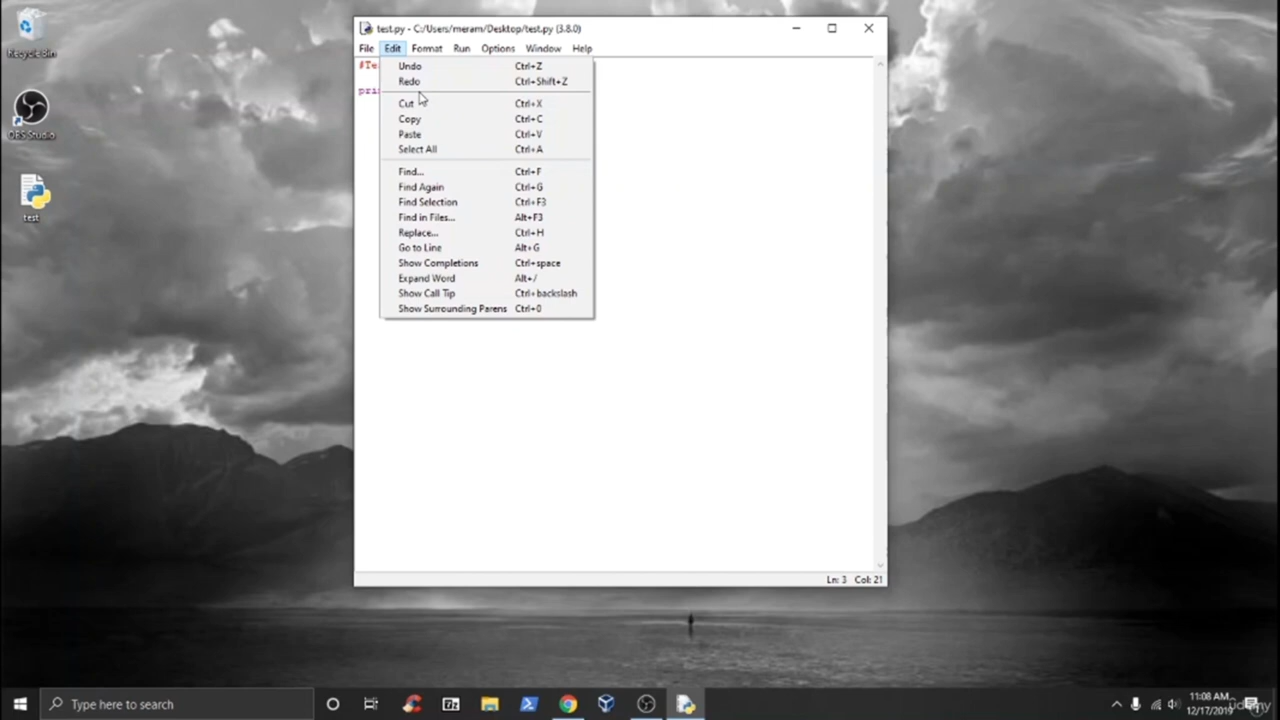 Recycle Bin
OBS Studio
test
test.py - C:/Users/meram/Desktop/test.py (3.8.0)
File Edit Format Run Options Window Help
#Te
pri
Undo Ctrl+Z
Redo Ctrl+Shift+Z
Cut Ctrl+X
Copy Ctrl+C
Paste Ctrl+V
Select All Ctrl+A
Find... Ctrl+F
Find Again Ctrl+G
Find Selection Ctrl+F3
Find in Files... Alt+F3
Replace... Ctrl+H
Go to Line Alt+G
Show Completions Ctrl+space
Expand Word Alt+/
Show Call Tip Ctrl+backslash
Show Surrounding Parens Ctrl+0
Ln: 3 Col: 21
Type here to search
11:08 AM
12/17/2019
Udemy